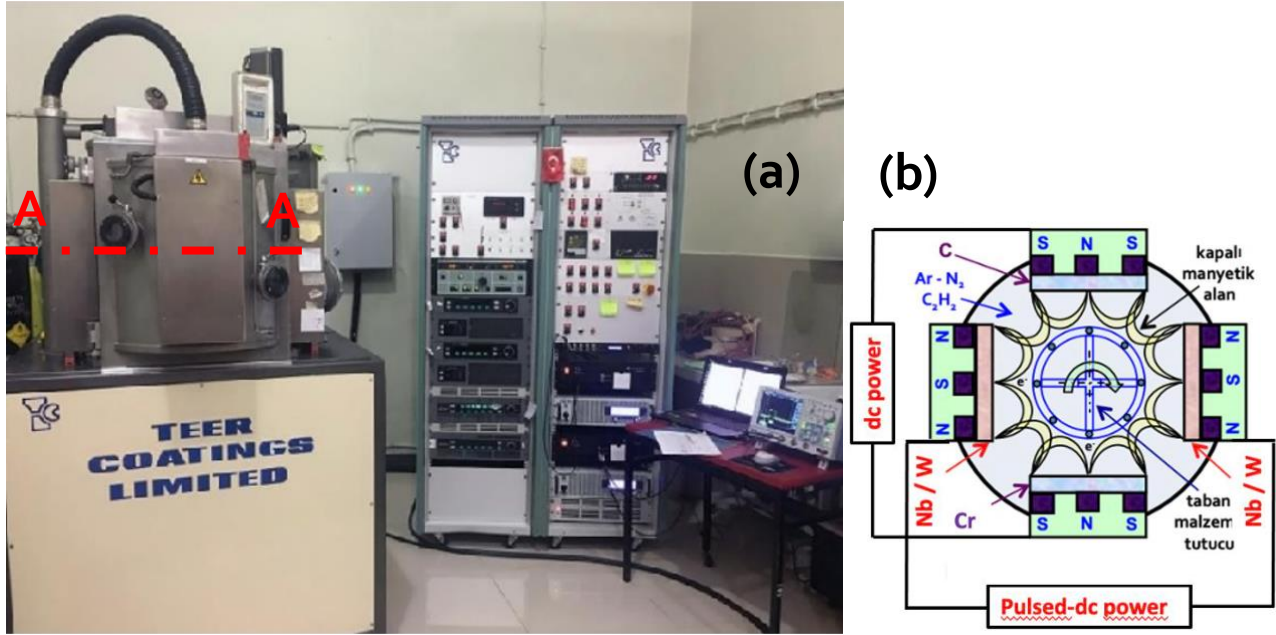 (a)
A
A
TEER
COATINGS
LIMITED
(b)
S N S
C
kapalı
manyetik
alan
Ar - N₂
C₂H₂
N
S
N
N
S
N
dc power
e⁻
e⁻
Nb / W
Nb / W
Cr
S N S
taban
malzem
tutucu
Pulsed-dc power